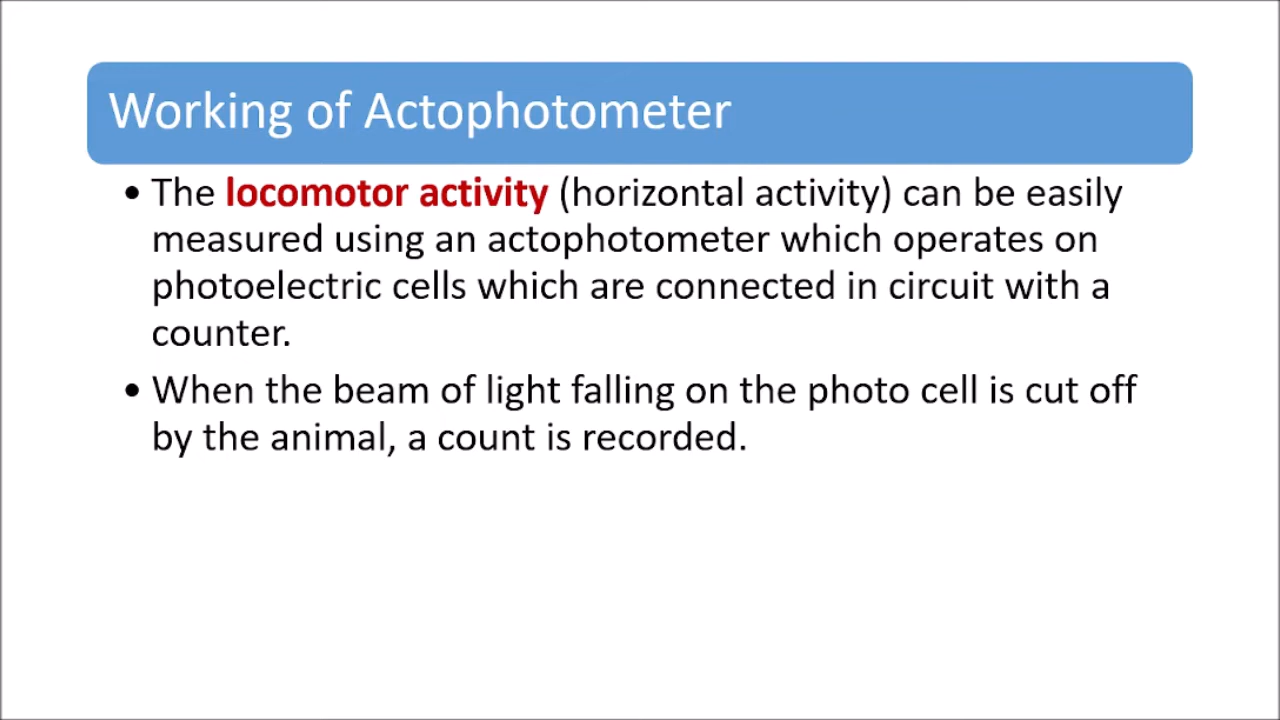 Working of Actophotometer
• The locomotor activity (horizontal activity) can be easily
measured using an actophotometer which operates on
photoelectric cells which are connected in circuit with a
counter.
• When the beam of light falling on the photo cell is cut off
by the animal, a count is recorded.